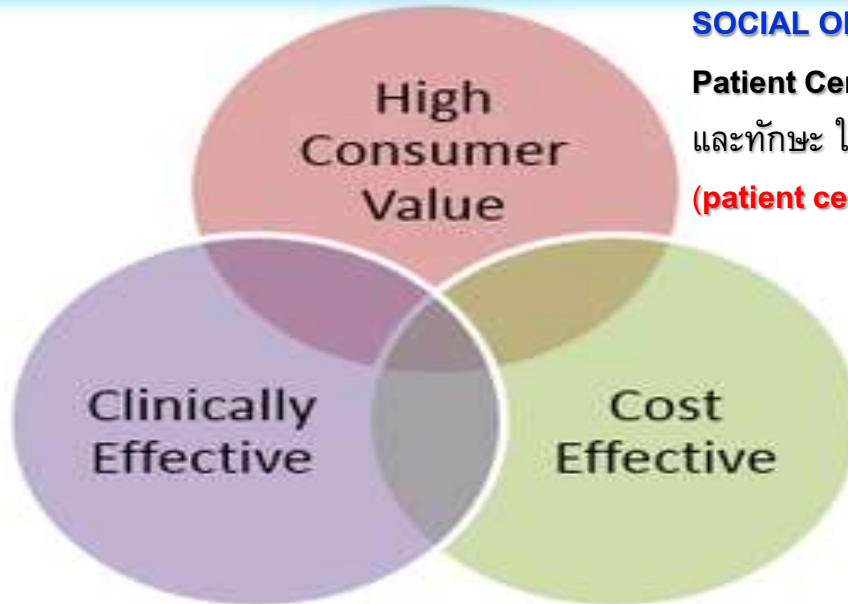 High
Consumer
Value
Clinically
Effective
Cost
Effective
SOCIAL
Patient
และทักษะ
(patient